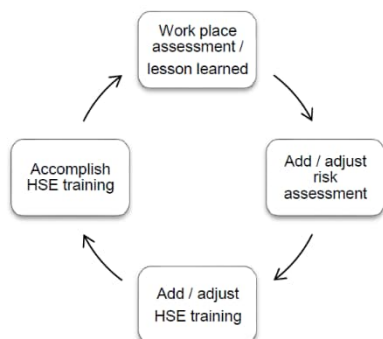 Work place
assessment /
lesson learned
Add / adjust
risk
assessment
Add / adjust
HSE training
Accomplish
HSE training